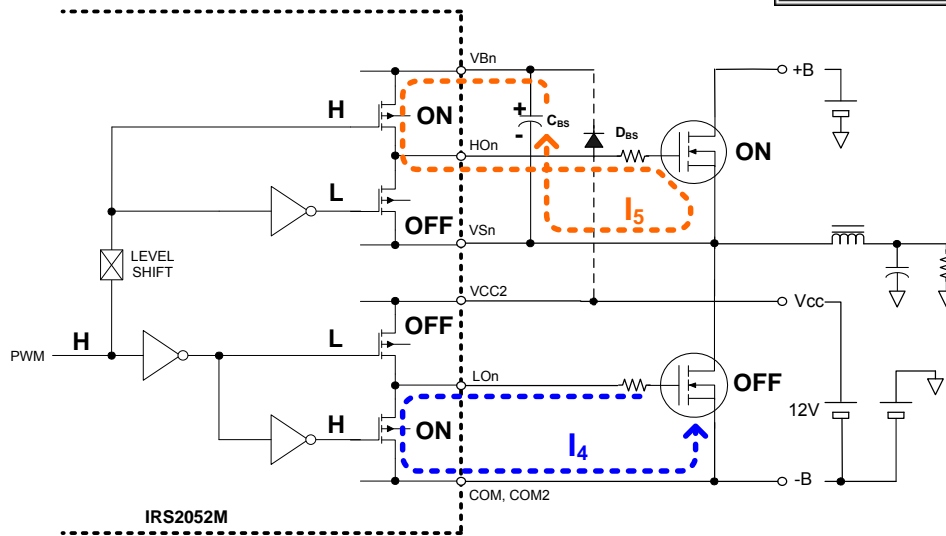 VBn
+B
H
ON
+
CBS
-
DBS
HOn
ON
L
I5
OFF
VSn
LEVEL
SHIFT
VCC2
Vcc
OFF
H
L
PWM
LOn
OFF
12V
H
ON
I4
-B
COM, COM2
IRS2052M